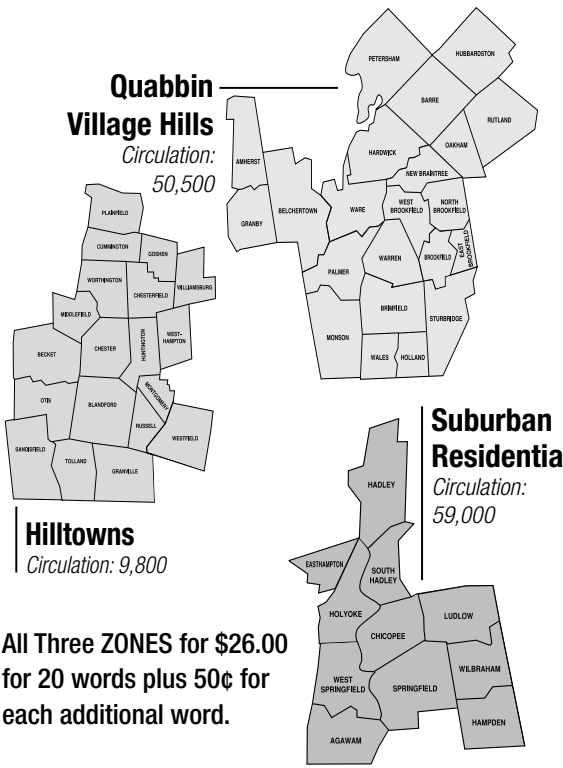 Quabbin
Village Hills
Circulation:
50,500
PETERSHAM
HUBBARDSTON
BARRE
RUTLAND
OAKHAM
HARDWICK
NEW BRAINTREE
AMHERST
GRANBY
BELCHERTOWN
WARE
WEST
BROOKFIELD
NORTH
BROOKFIELD
EAST
BROOKFIELD
BROOKFIELD
WARREN
PALMER
BRIMFIELD
STURBRIDGE
MONSON
WALES
HOLLAND
PLAINFIELD
CUMMINGTON
GOSHEN
WORTHINGTON
CHESTERFIELD
WILLIAMSBURG
MIDDLEFIELD
WEST-
HAMPTON
HUNTINGTON
CHESTER
BECKET
MONTGOMERY
OTIS
BLANDFORD
RUSSELL
WESTFIELD
SANDISFIELD
TOLLAND
GRANVILLE
Hilltowns
Circulation: 9,800
Suburban
Residentia
Circulation:
59,000
HADLEY
EASTHAMPTON
SOUTH
HADLEY
HOLYOKE
CHICOPEE
LUDLOW
WEST
SPRINGFIELD
SPRINGFIELD
WILBRAHAM
HAMPDEN
AGAWAM
All Three ZONES for $26.00
for 20 words plus 50¢ for
each additional word.